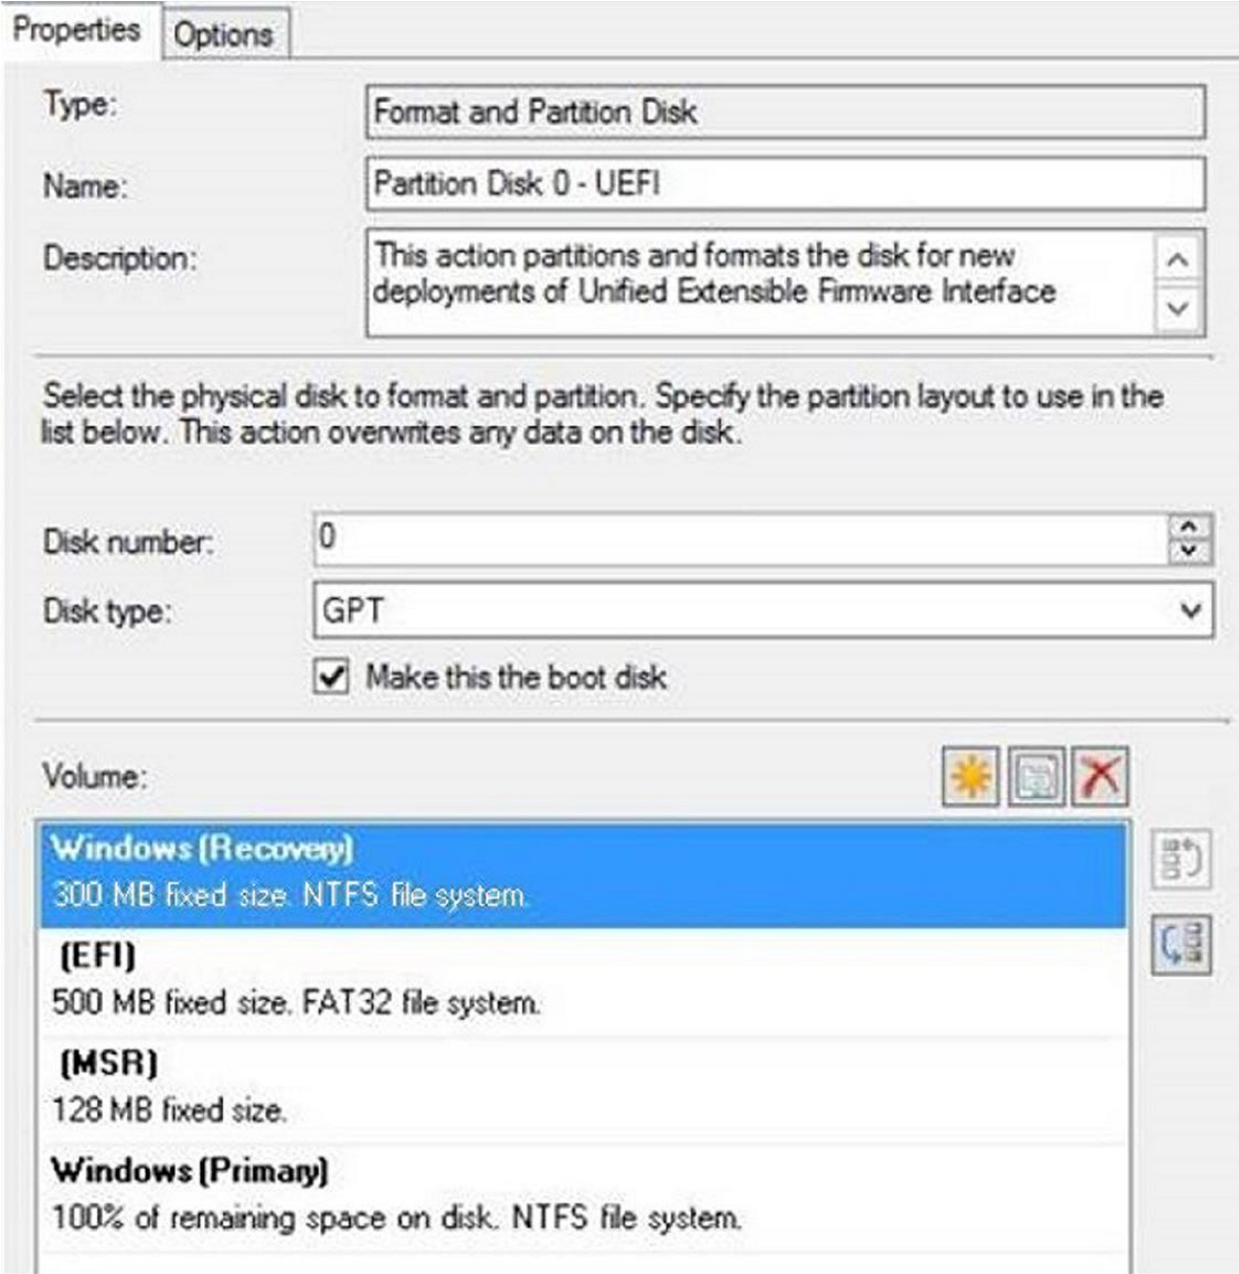 Properties
Options
Type:
Format and Partition Disk
Name:
Partition Disk 0 - UEFI
Description:
This action partitions and formats the disk for new
deployments of Unified Extensible Firmware Interface
Select the physical disk to format and partition. Specify the partition layout to use in the
list below. This action overwrites any data on the disk.
Disk number:
0
Disk type:
GPT
Make this the boot disk
Volume:
Windows (Recovery)
300 MB fixed size. NTFS file system.
(EFI)
500 MB fixed size. FAT32 file system.
(MSR)
128 MB fixed size.
Windows (Primary)
100% of remaining space on disk. NTFS file system.